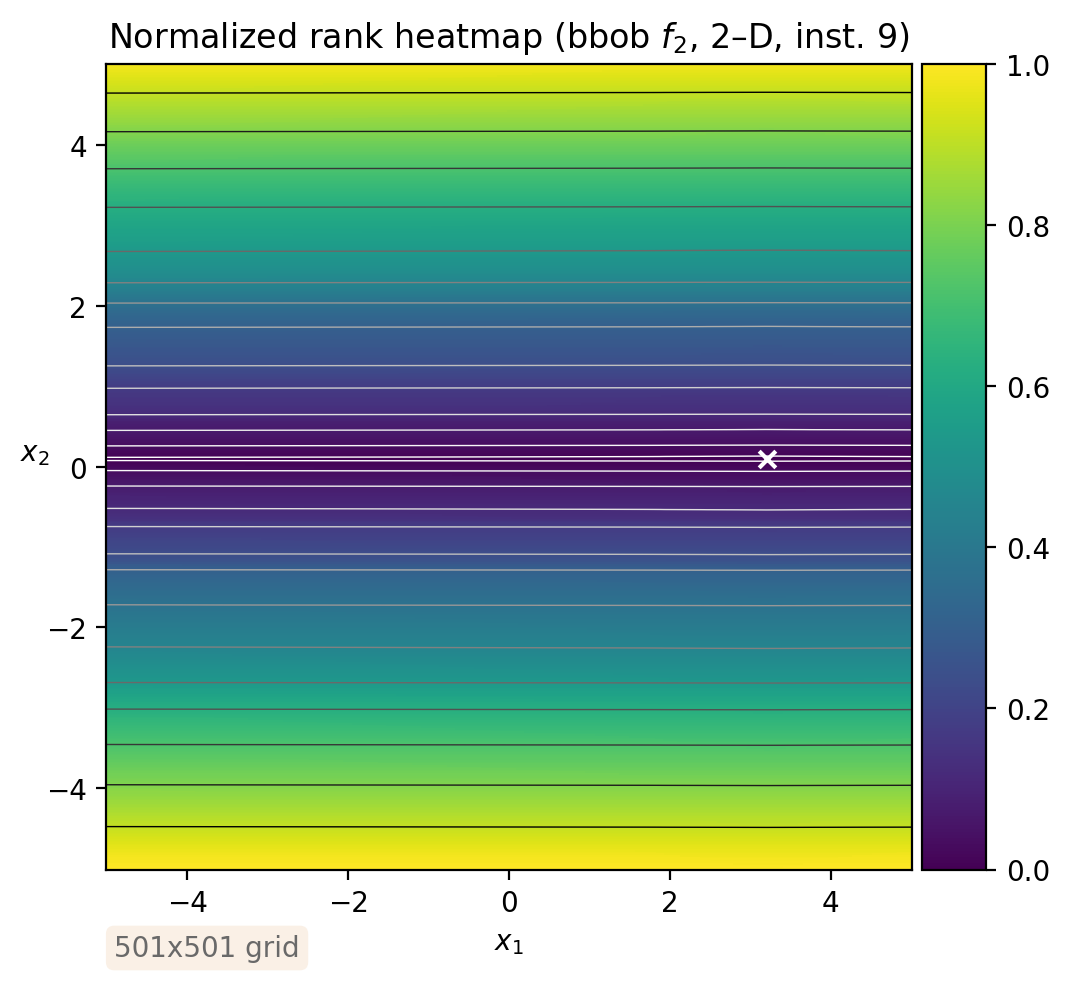 Normalized rank heatmap (bbob f₂, 2–D, inst. 9)
1.0
0.8
0.6
0.4
0.2
0.0
4
2
x₂ 0
−2
−4
−4 −2 0 2 4
x₁
501x501 grid